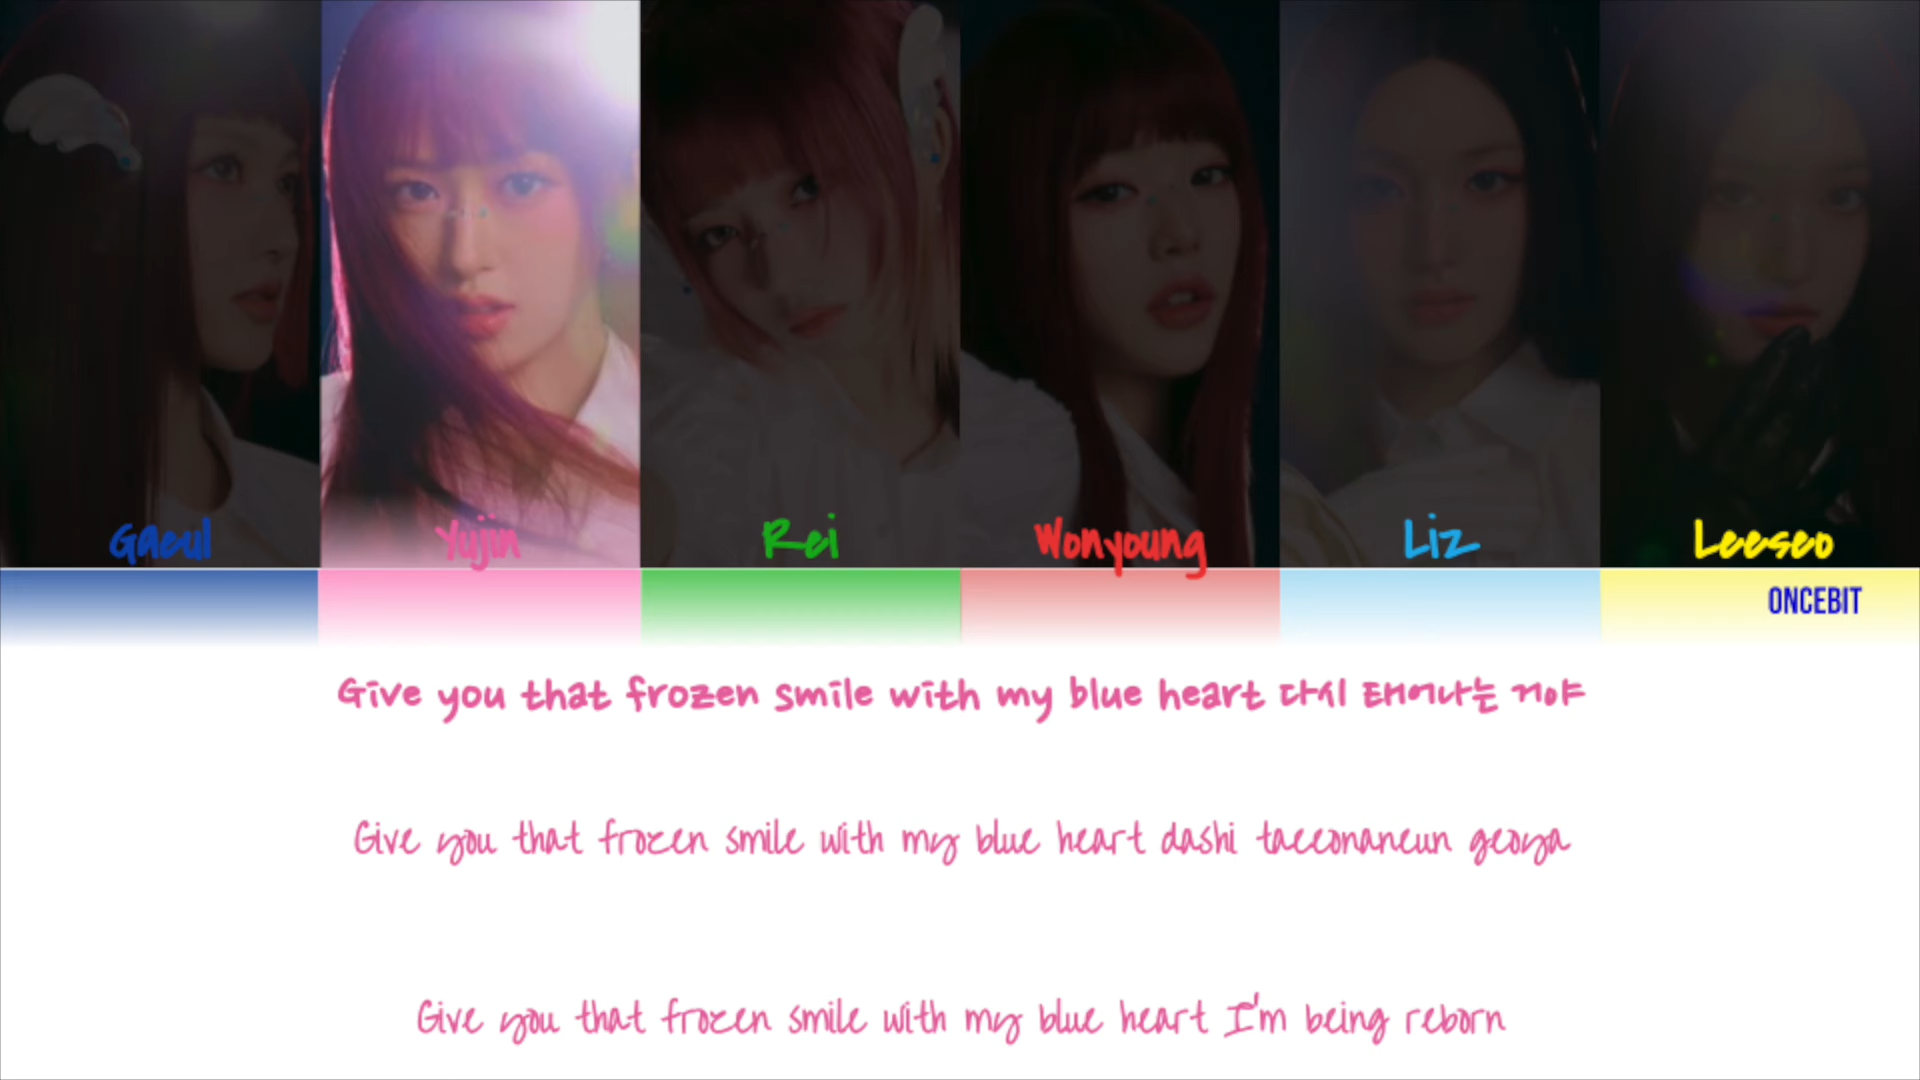 Gaeul Yujin Rei Wonyoung Liz Leeseo
ONCEBIT
Give you that frozen smile with my blue heart 다시 태어나는 거야
Give you that frozen smile with my blue heart dashi taeeonaneun geoya
Give you that frozen smile with my blue heart I'm being reborn